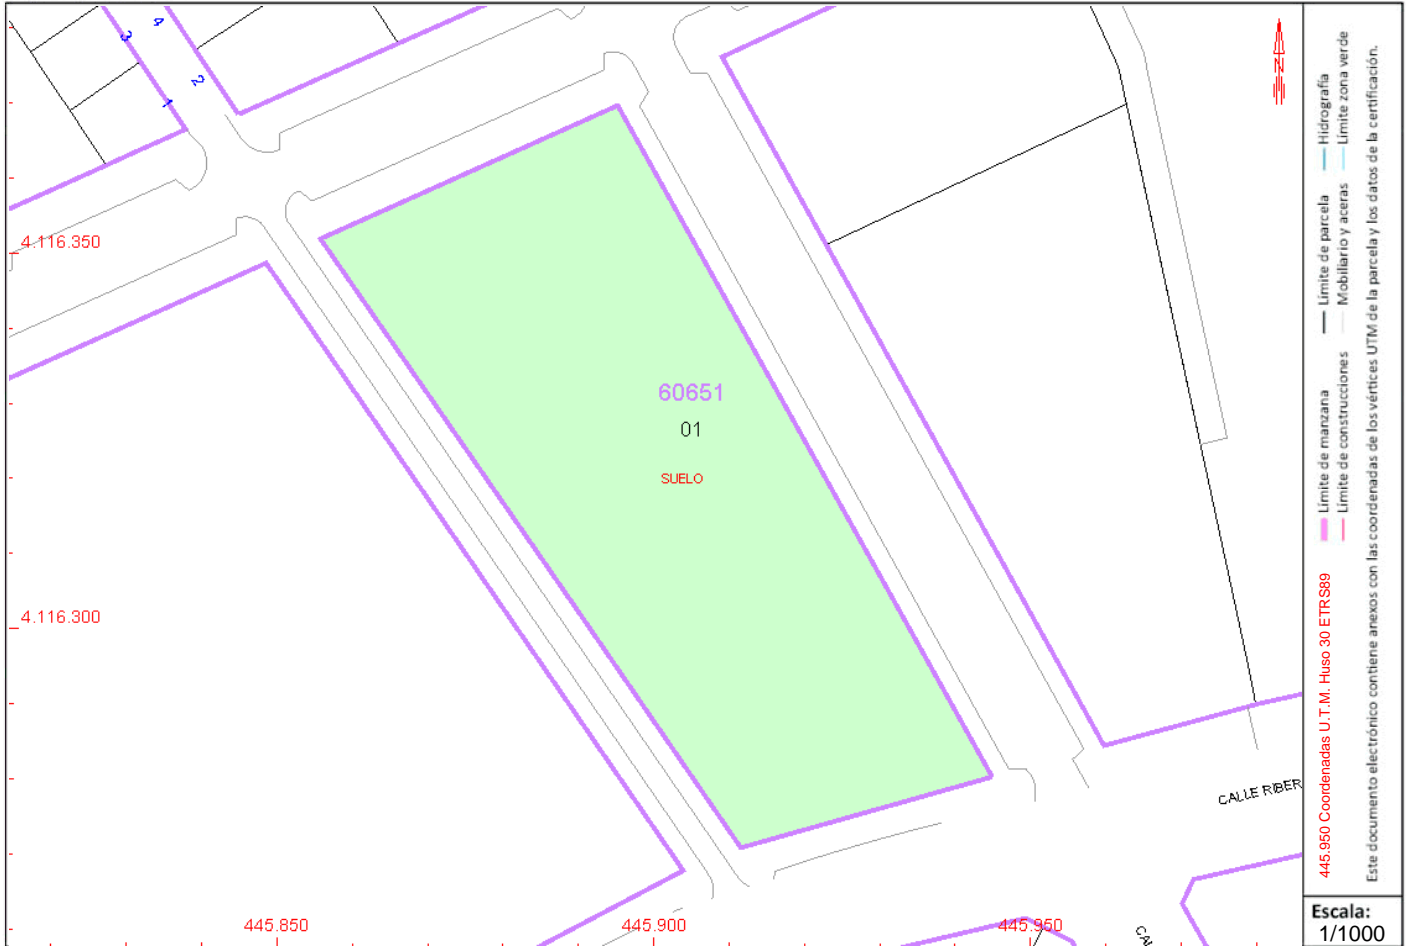 4
3
2
1
N
4.116.350
60651
01
SUELO
4.116.300
CALLE RIBER
445.850
445.900
445.950
Hidrografía
Límite zona verde
Límite de parcela
Mobiliario y aceras
Límite de manzana
Límite de construcciones
445.950 Coordenadas U.T.M. Huso 30 ETRS89
Este documento electrónico contiene anexos con las coordenadas de los vértices UTM de la parcela y los datos de la certificación.
Escala:
1/1000